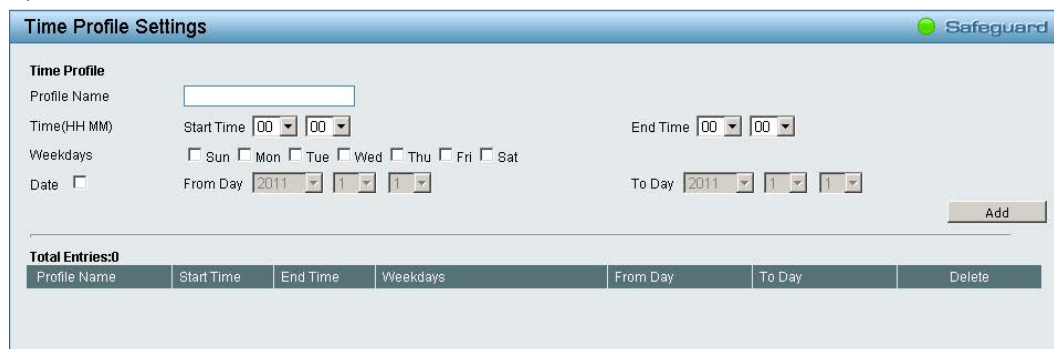 Time Profile Settings Safeguard
Time Profile
Profile Name
Time(HH MM) Start Time 00 00 End Time 00 00
Weekdays Sun Mon Tue Wed Thu Fri Sat
Date From Day 2011 1 1 To Day 2011 1 1
Add
Total Entries:0
Profile Name Start Time End Time Weekdays From Day To Day Delete